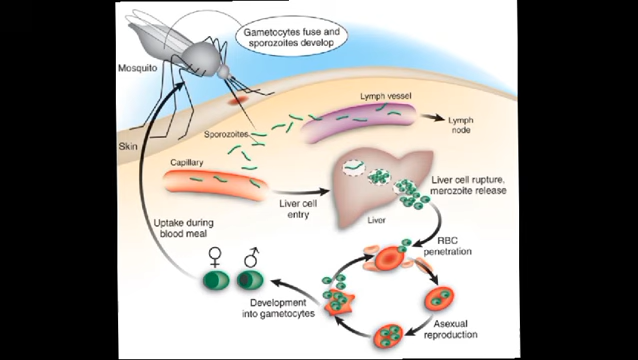 Gametocytes fuse and
sporozoites develop
Mosquito
Lymph vessel
Lymph
node
Sporozoites
Skin
Capillary
Liver cell rupture,
merozoite release
Liver cell
entry
Liver
Uptake during
blood meal
RBC
penetration
♀ ♂
Development
into gametocytes
Asexual
reproduction